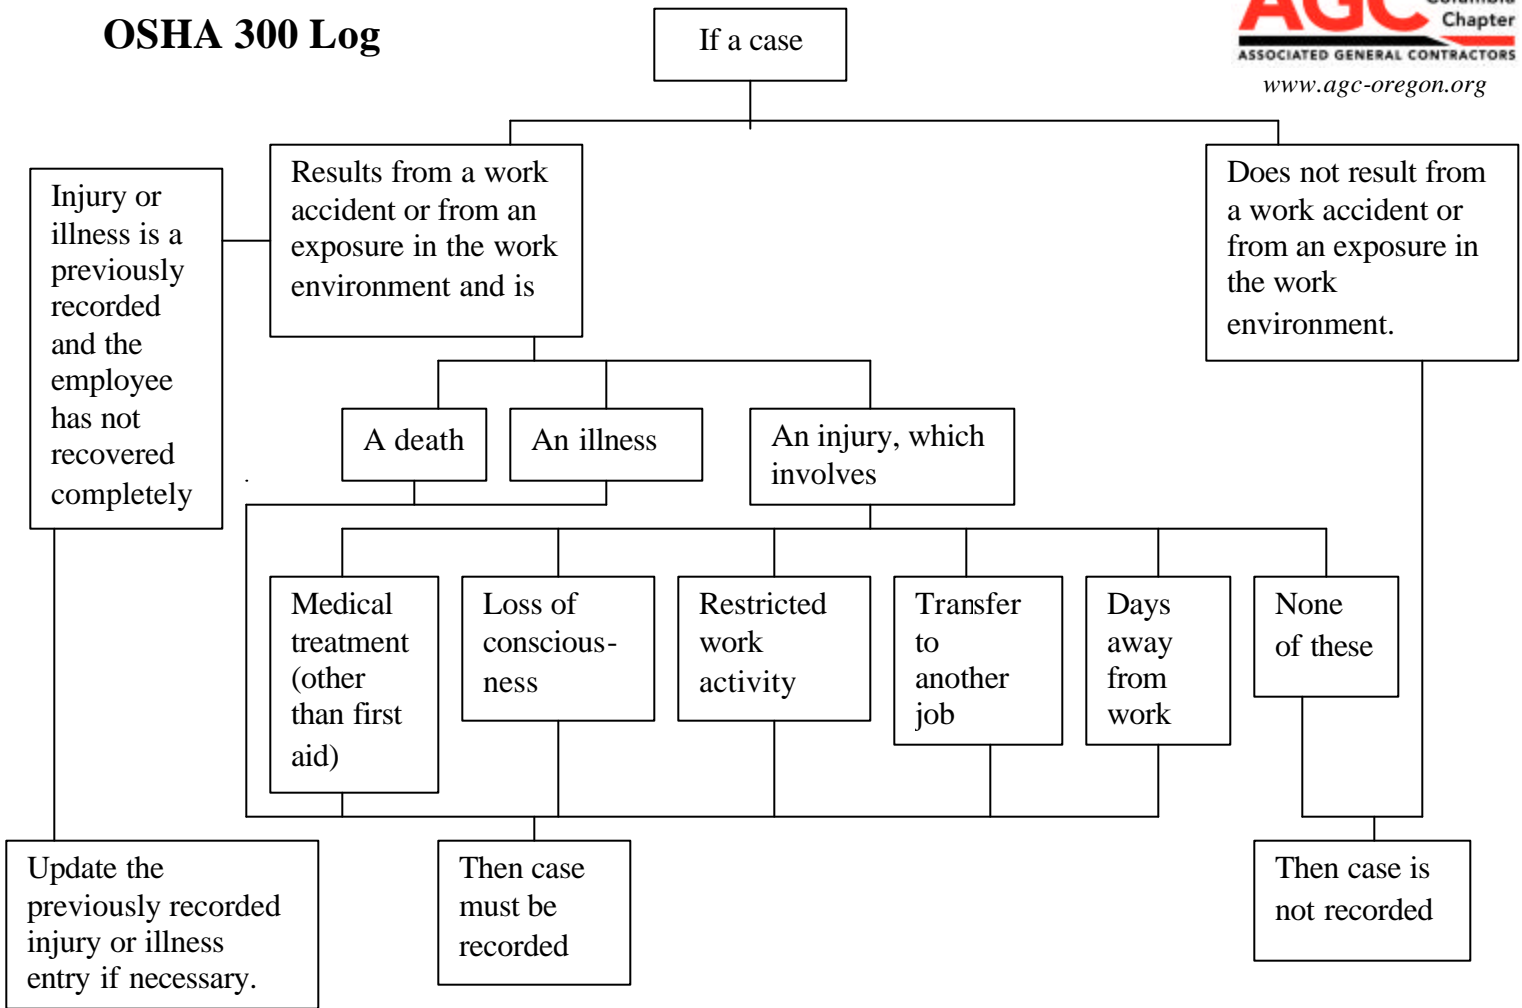 OSHA 300 Log
If a case
AGC
Chapter
ASSOCIATED GENERAL CONTRACTORS
www.agc-oregon.org
Injury or
illness is a
previously
recorded
and the
employee
has not
recovered
completely
Results from a work
accident or from an
exposure in the work
environment and is
Does not result from
a work accident or
from an exposure in
the work
environment.
A death
An illness
An injury, which
involves
Medical
treatment
(other
than first
aid)
Loss of
conscious-
ness
Restricted
work
activity
Transfer
to
another
job
Days
away
from
work
None
of these
Update the
previously recorded
injury or illness
entry if necessary.
Then case
must be
recorded
Then case is
not recorded